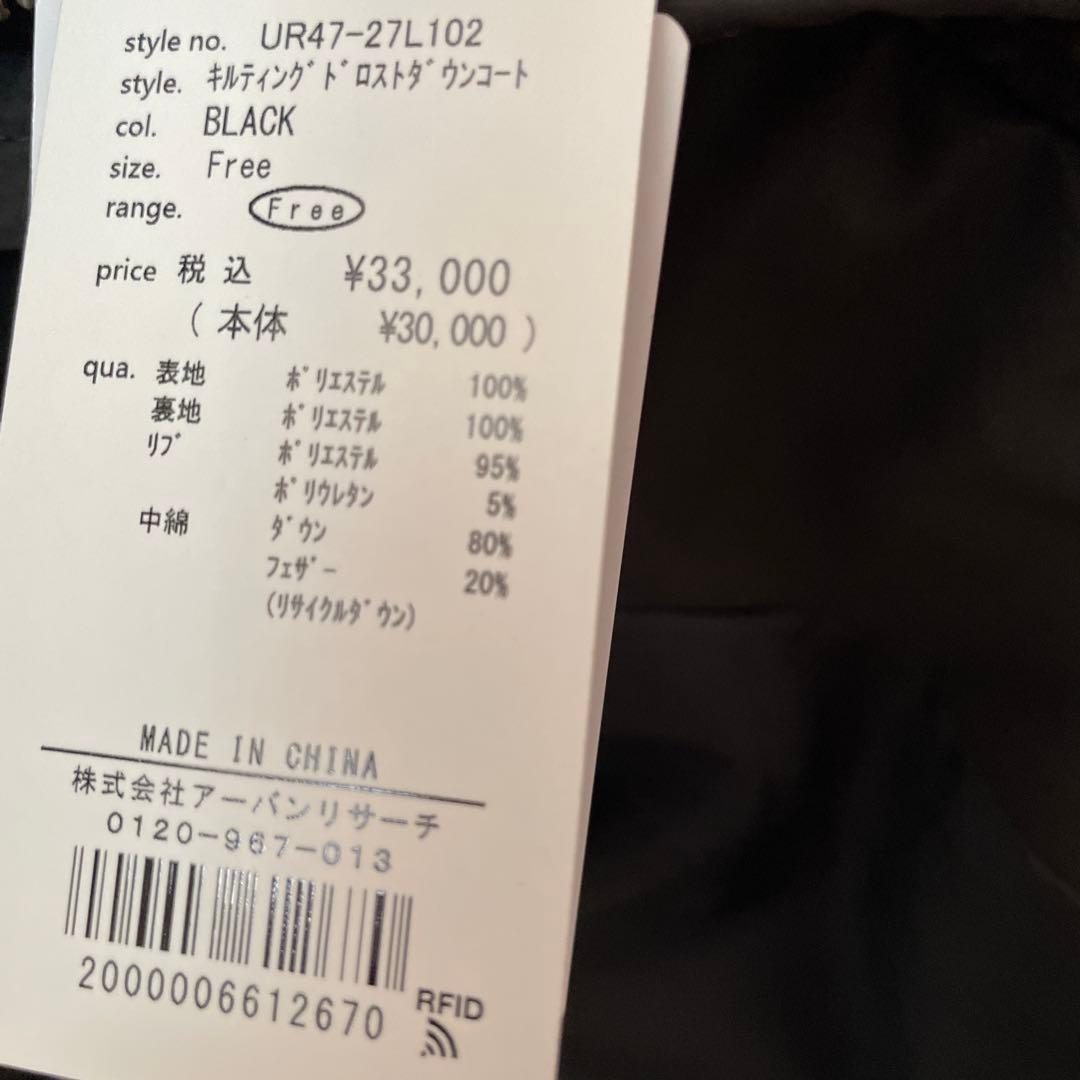 style no. UR47-27L102
style. ｷﾙﾃｨﾝｸﾞﾄﾞﾛｽﾄﾀﾞｳﾝｺｰﾄ
col. BLACK
size. Free
range. Free
price 税 込 ¥33,000
( 本体 ¥30,000 )
qua. 表地 ﾎﾟﾘｴｽﾃﾙ 100%
裏地 ﾎﾟﾘｴｽﾃﾙ 100%
ﾘﾌﾞ ﾎﾟﾘｴｽﾃﾙ 95%
ﾎﾟﾘｳﾚﾀﾝ 5%
中綿 ﾀﾞｳﾝ 80%
ﾌｪｻﾞｰ 20%
(ﾘｻｲｸﾙﾀﾞｳﾝ)
MADE IN CHINA
株式会社アーバンリサーチ
0120-967-013
2000006612670
RFID